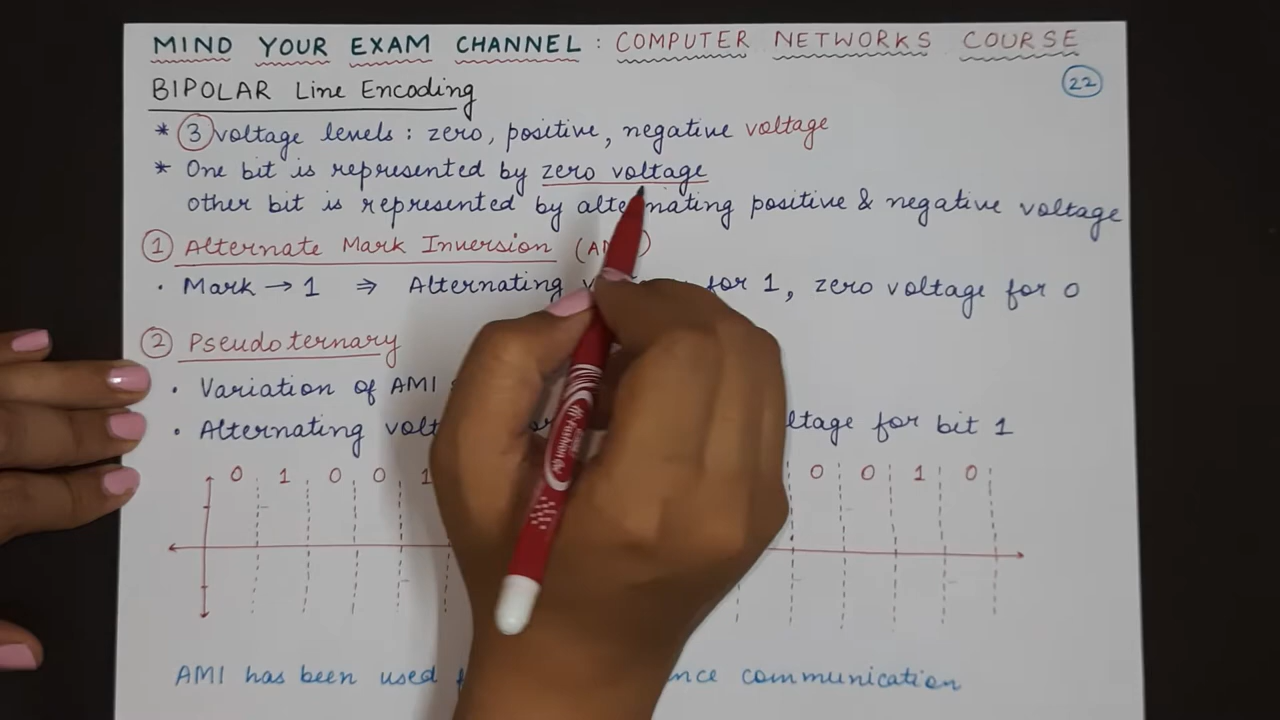 MIND YOUR EXAM CHANNEL : COMPUTER NETWORKS COURSE
BIPOLAR Line Encoding
22
* 3 voltage levels : zero, positive, negative voltage
* One bit is represented by zero voltage
other bit is represented by alternating positive & negative voltage
1 Alternate Mark Inversion
. Mark → 1 ⇒ Alternating for 1, zero voltage for 0
2 Pseudoternary
. Variation of AMI
. Alternating for bit 1
0 1 0 0 1 0 0 1 0
AMI has been used communication